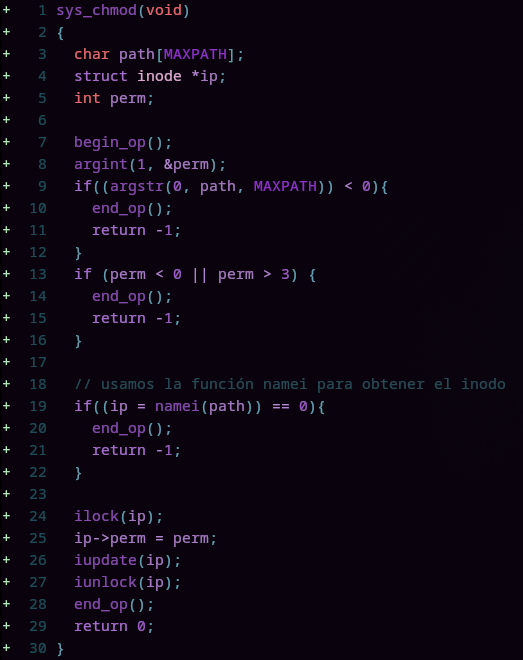 + 1 sys_chmod(void)
+ 2 {
+ 3   char path[MAXPATH];
+ 4   struct inode *ip;
+ 5   int perm;
+ 6
+ 7   begin_op();
+ 8   argint(1, &perm);
+ 9   if((argstr(0, path, MAXPATH)) < 0){
+ 10     end_op();
+ 11     return -1;
+ 12   }
+ 13   if (perm < 0 || perm > 3) {
+ 14     end_op();
+ 15     return -1;
+ 16   }
+ 17
+ 18   // usamos la función namei para obtener el inodo
+ 19   if((ip = namei(path)) == 0){
+ 20     end_op();
+ 21     return -1;
+ 22   }
+ 23
+ 24   ilock(ip);
+ 25   ip->perm = perm;
+ 26   iupdate(ip);
+ 27   iunlock(ip);
+ 28   end_op();
+ 29   return 0;
+ 30 }